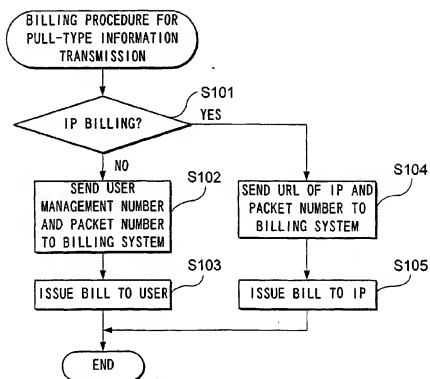 BILLING PROCEDURE FOR
PULL-TYPE INFORMATION
TRANSMISSION
S101
IP BILLING?
YES
NO
S102
SEND USER
MANAGEMENT NUMBER
AND PACKET NUMBER
TO BILLING SYSTEM
S104
SEND URL OF IP AND
PACKET NUMBER TO
BILLING SYSTEM
S103
ISSUE BILL TO USER
S105
ISSUE BILL TO IP
END